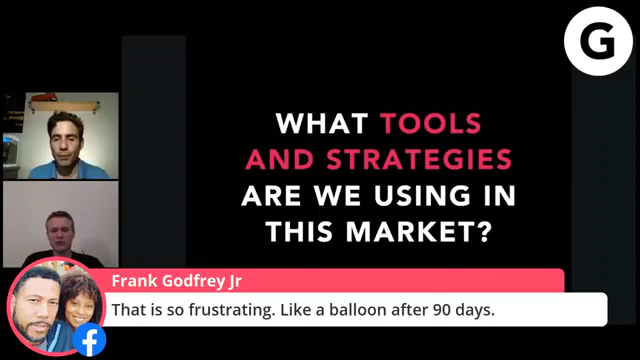 G
WHAT TOOLS
AND STRATEGIES
ARE WE USING IN
THIS MARKET?
Frank Godfrey Jr
That is so frustrating. Like a balloon after 90 days.